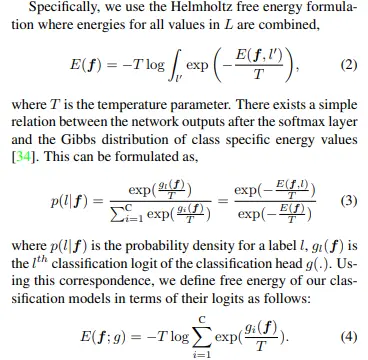 Specifically, we use the Helmholtz free energy formula-
tion where energies for all values in L are combined,
E(f) = −T log ∫_{l′} exp (− E(f, l′) / T), (2)
where T is the temperature parameter. There exists a simple
relation between the network outputs after the softmax layer
and the Gibbs distribution of class specific energy values
[34]. This can be formulated as,
p(l|f) = exp(g_l(f) / T) / ∑_{i=1}^{C} exp(g_i(f) / T) = exp(− E(f,l) / T) / exp(− E(f) / T) (3)
where p(l|f) is the probability density for a label l, g_l(f) is
the l^{th} classification logit of the classification head g(.). Us-
ing this correspondence, we define free energy of our clas-
sification models in terms of their logits as follows:
E(f; g) = −T log ∑_{i=1}^{C} exp(g_i(f) / T). (4)